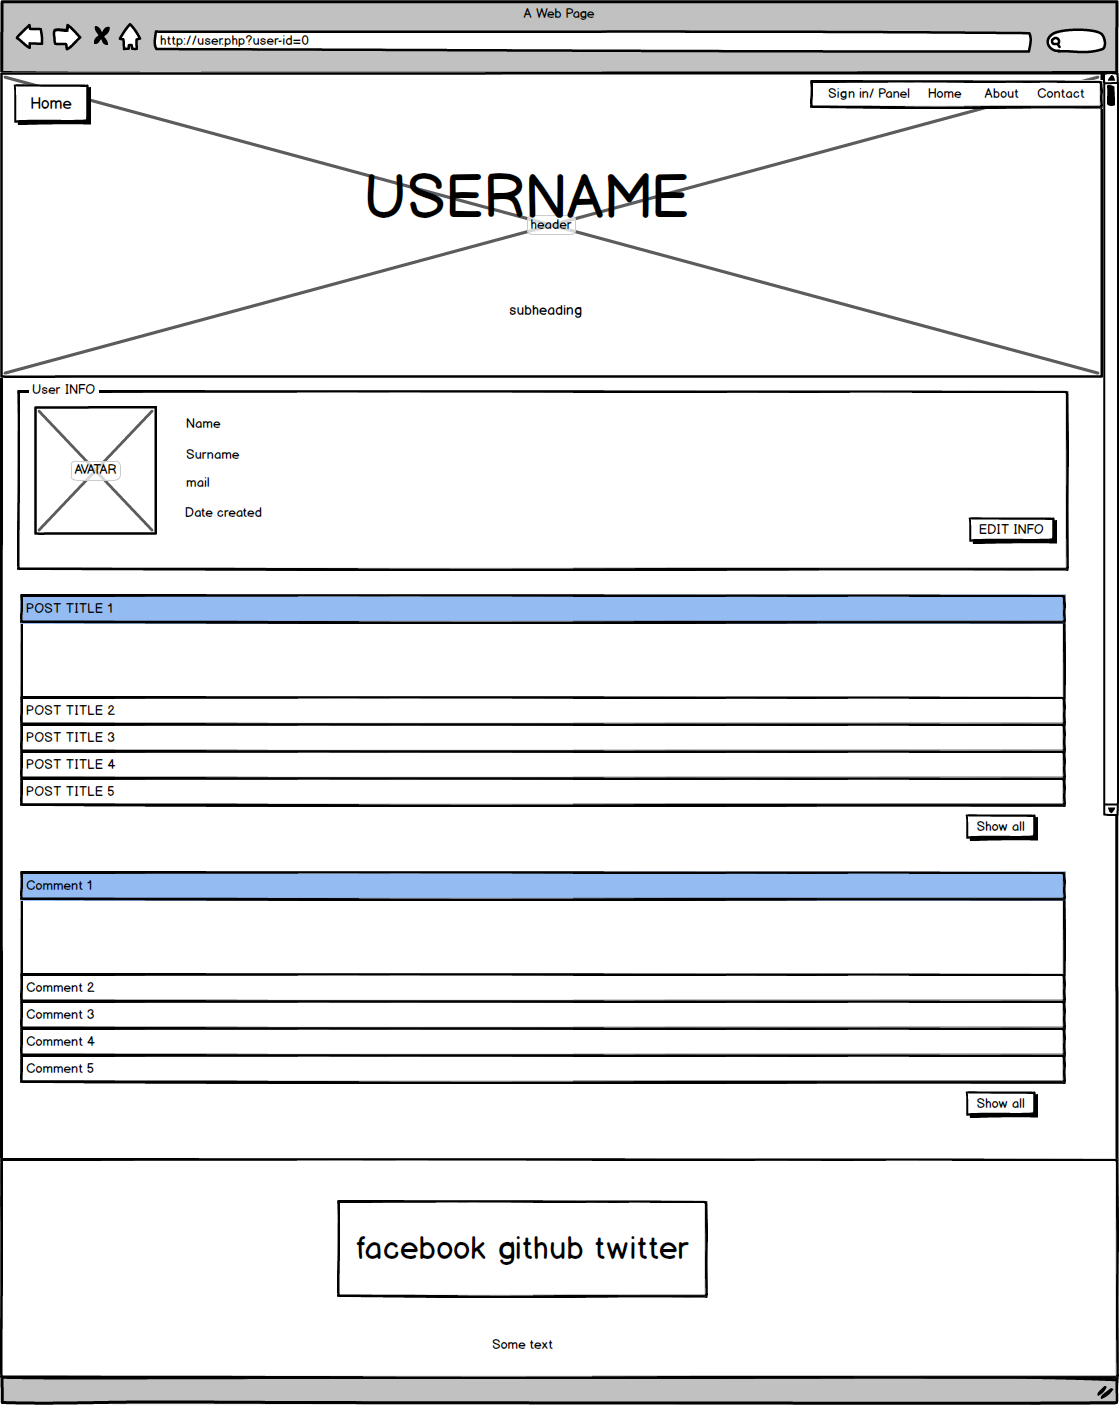 A Web Page
http://user.php?user-id=0
Home
Sign in/ Panel Home About Contact
USERNAME
header
subheading
User INFO
AVATAR
Name
Surname
mail
Date created
EDIT INFO
POST TITLE 1
POST TITLE 2
POST TITLE 3
POST TITLE 4
POST TITLE 5
Show all
Comment 1
Comment 2
Comment 3
Comment 4
Comment 5
Show all
facebook github twitter
Some text